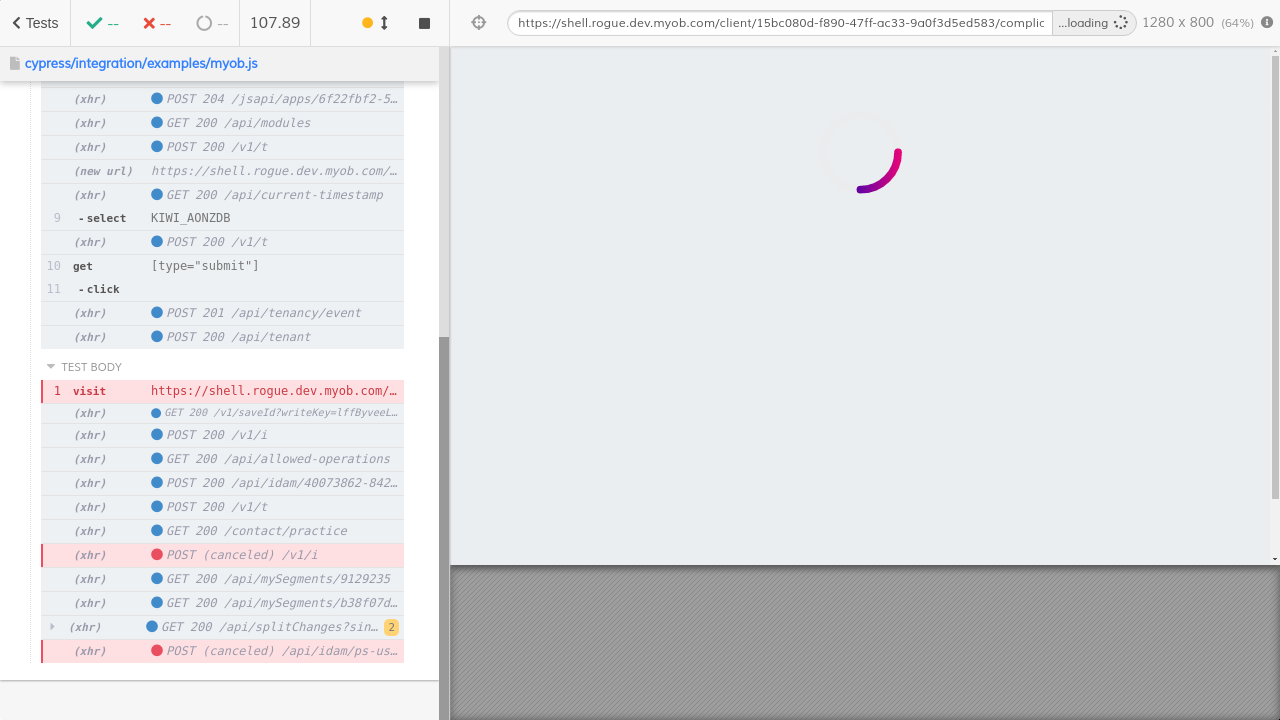 Tests -- -- -- 107.89
https://shell.rogue.dev.myob.com/client/15bc080d-f890-47ff-ac33-9a0f3d5ed583/complic ...loading 1280 x 800 (64%)
cypress/integration/examples/myob.js
(xhr) POST 204 /jsapi/apps/6f22fbf2-5…
(xhr) GET 200 /api/modules
(xhr) POST 200 /v1/t
(new url) https://shell.rogue.dev.myob.com/…
(xhr) GET 200 /api/current-timestamp
9 -select KIWI_AONZDB
(xhr) POST 200 /v1/t
10 get [type="submit"]
11 -click
(xhr) POST 201 /api/tenancy/event
(xhr) POST 200 /api/tenant
TEST BODY
1 visit https://shell.rogue.dev.myob.com/…
(xhr) GET 200 /v1/saveId?writeKey=lffByveeL…
(xhr) POST 200 /v1/i
(xhr) GET 200 /api/allowed-operations
(xhr) POST 200 /api/idam/40073862-842…
(xhr) POST 200 /v1/t
(xhr) GET 200 /contact/practice
(xhr) POST (canceled) /v1/i
(xhr) GET 200 /api/mySegments/9129235
(xhr) GET 200 /api/mySegments/b38f07d…
(xhr) GET 200 /api/splitChanges?sin… 2
(xhr) POST (canceled) /api/idam/ps-us…